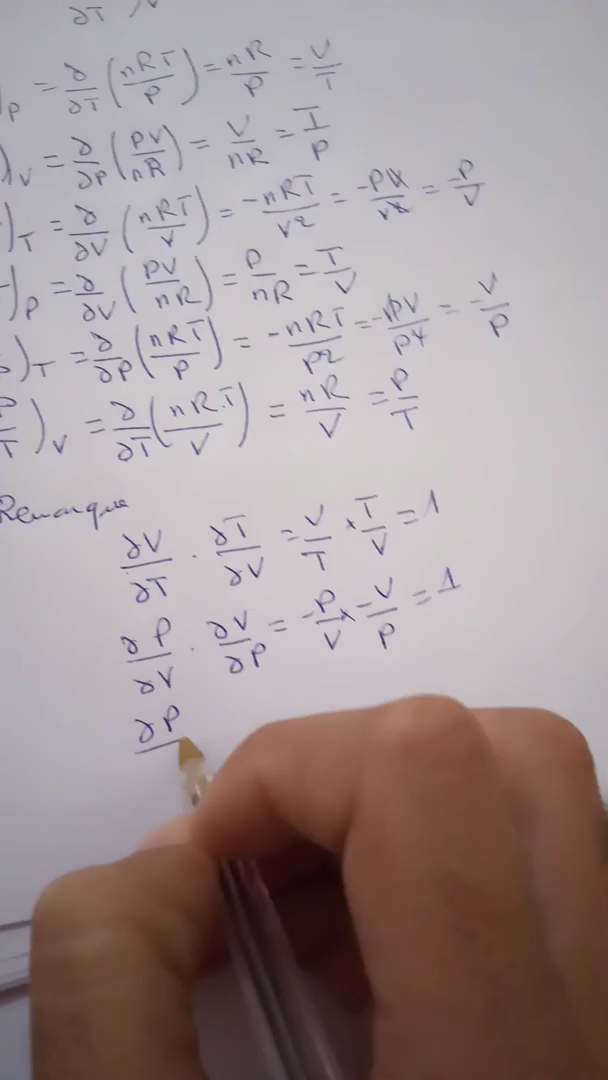 ∂T
)P = ∂/∂T (nRT/P) = nR/P = V/T
)V = ∂/∂P (PV/nR) = V/nR = T/P
)T = ∂/∂V (nRT/V) = -nRT/V² = -PV/V² = -P/V
)P = ∂/∂V (PV/nR) = P/nR = T/V
)T = ∂/∂P (nRT/P) = -nRT/P² = -PV/P² = -V/P
)V = ∂/∂T (nR.T/V) = nR/V = P/T
Remarque
∂V/∂T . ∂T/∂V = V/T × T/V = 1
∂P/∂V . ∂V/∂P = -P/V × -V/P = 1
∂P